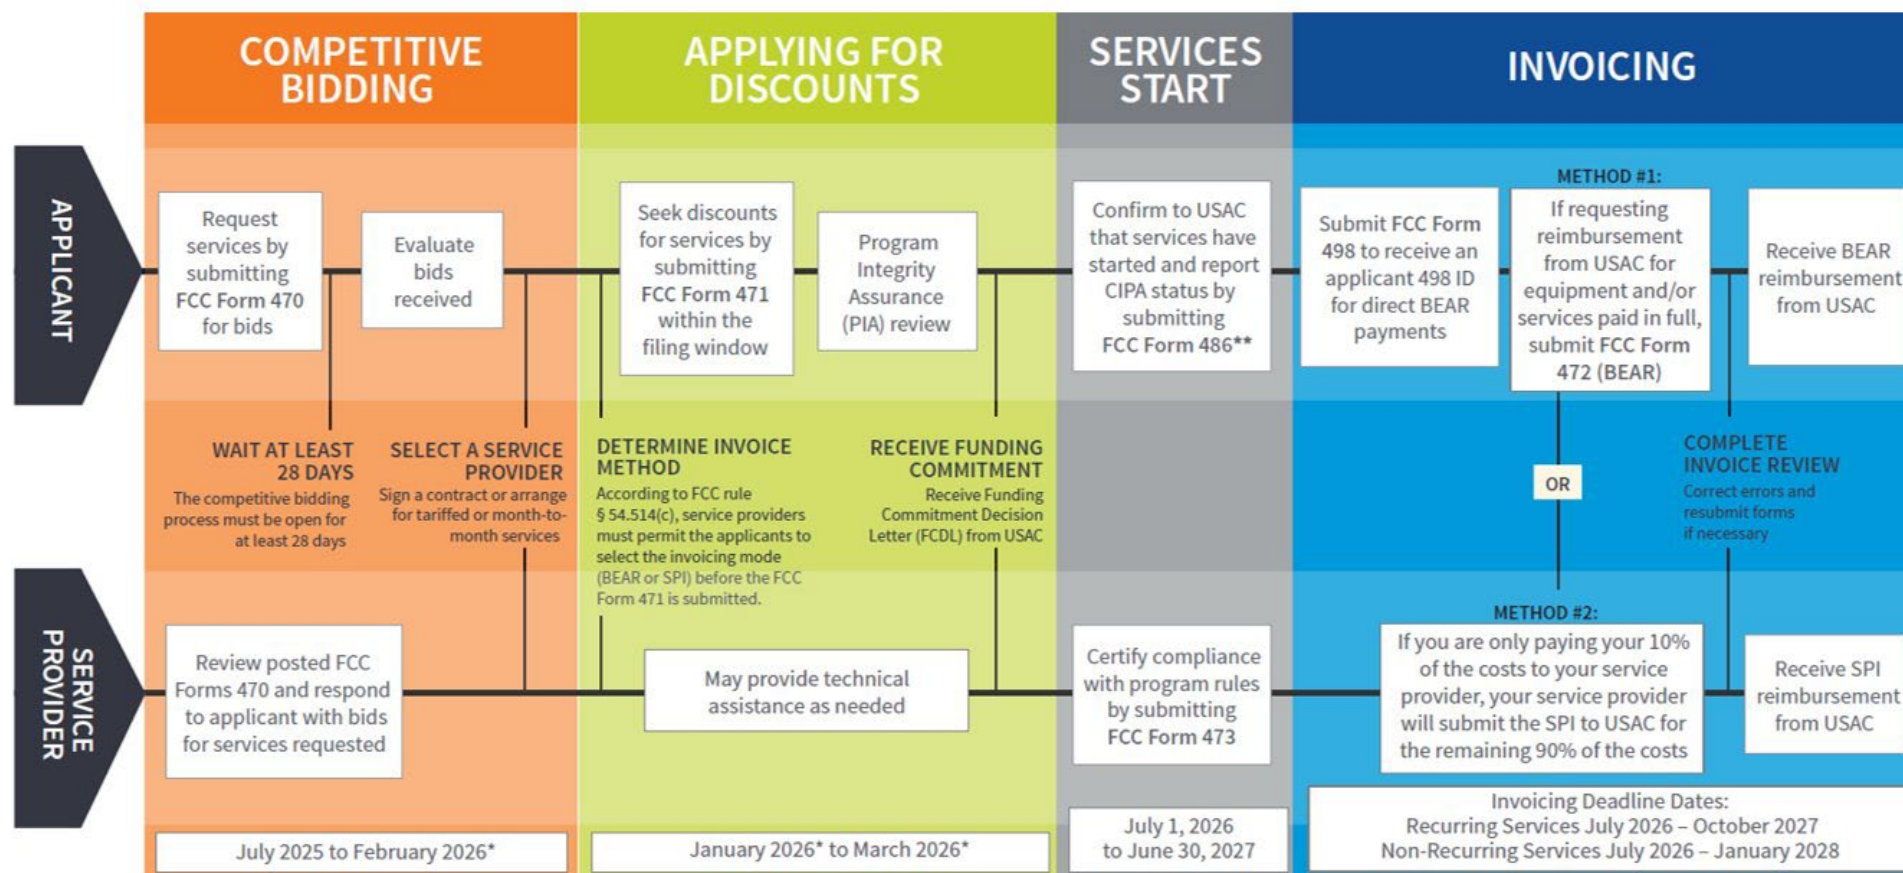 COMPETITIVE
BIDDING
APPLYING FOR
DISCOUNTS
SERVICES
START
INVOICING
APPLICANT
Request
services by
submitting
FCC Form 470
for bids
Evaluate
bids
received
Seek discounts
for services by
submitting
FCC Form 471
within the
filing window
Program
Integrity
Assurance
(PIA) review
Confirm to USAC
that services have
started and report
CIPA status by
submitting
FCC Form 486**
Submit FCC Form
498 to receive an
applicant 498 ID
for direct BEAR
payments
METHOD #1:
If requesting
reimbursement
from USAC for
equipment and/or
services paid in full,
submit FCC Form
472 (BEAR)
Receive BEAR
reimbursement
from USAC
WAIT AT LEAST
28 DAYS
The competitive bidding
process must be open for
at least 28 days
SELECT A SERVICE
PROVIDER
Sign a contract or arrange
for tariffed or month-to-
month services
DETERMINE INVOICE
METHOD
According to FCC rule
§ 54.514(c), service providers
must permit the applicants to
select the invoicing mode
(BEAR or SPI) before the FCC
Form 471 is submitted.
RECEIVE FUNDING
COMMITMENT
Receive Funding
Commitment Decision
Letter (FCDL) from USAC
OR
COMPLETE
INVOICE REVIEW
Correct errors and
resubmit forms
if necessary
SERVICE
PROVIDER
Review posted FCC
Forms 470 and respond
to applicant with bids
for services requested
May provide technical
assistance as needed
Certify compliance
with program rules
by submitting
FCC Form 473
METHOD #2:
If you are only paying your 10%
of the costs to your service
provider, your service provider
will submit the SPI to USAC for
the remaining 90% of the costs
Receive SPI
reimbursement
from USAC
July 2025 to February 2026*
January 2026* to March 2026*
July 1, 2026
to June 30, 2027
Invoicing Deadline Dates:
Recurring Services July 2026 – October 2027
Non-Recurring Services July 2026 – January 2028